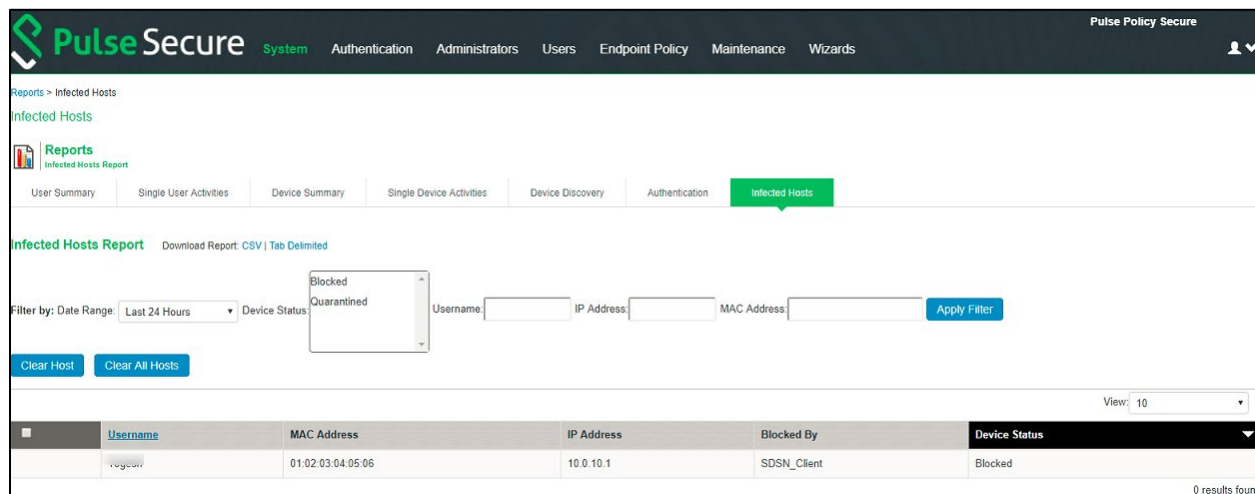 Pulse Policy Secure
Pulse Secure System Authentication Administrators Users Endpoint Policy Maintenance Wizards
Reports > Infected Hosts
Infected Hosts
Reports
Infected Hosts Report
User Summary Single User Activities Device Summary Single Device Activities Device Discovery Authentication Infected Hosts
Infected Hosts Report Download Report: CSV | Tab Delimited
Blocked
Quarantined
Filter by: Date Range: Last 24 Hours Device Status: Username: IP Address: MAC Address: Apply Filter
Clear Host Clear All Hosts
View: 10
Username MAC Address IP Address Blocked By Device Status
01:02:03:04:05:06 10.0.10.1 SDSN_Client Blocked
0 results foun